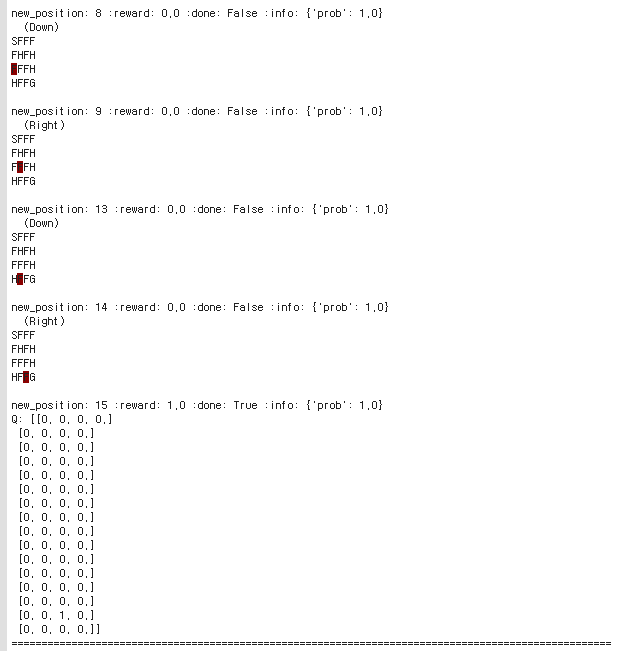 new_position: 8 :reward: 0.0 :done: False :info: {'prob': 1.0}
(Down)
SFFF
FHFH
FFFH
HFFG
new_position: 9 :reward: 0.0 :done: False :info: {'prob': 1.0}
(Right)
SFFF
FHFH
FFFH
HFFG
new_position: 13 :reward: 0.0 :done: False :info: {'prob': 1.0}
(Down)
SFFF
FHFH
FFFH
HFFG
new_position: 14 :reward: 0.0 :done: False :info: {'prob': 1.0}
(Right)
SFFF
FHFH
FFFH
HFFG
new_position: 15 :reward: 1.0 :done: True :info: {'prob': 1.0}
Q: [[0. 0. 0. 0.]
[0. 0. 0. 0.]
[0. 0. 0. 0.]
[0. 0. 0. 0.]
[0. 0. 0. 0.]
[0. 0. 0. 0.]
[0. 0. 0. 0.]
[0. 0. 0. 0.]
[0. 0. 0. 0.]
[0. 0. 0. 0.]
[0. 0. 0. 0.]
[0. 0. 0. 0.]
[0. 0. 0. 0.]
[0. 0. 0. 0.]
[0. 0. 1. 0.]
[0. 0. 0. 0.]]
====================================================================================================